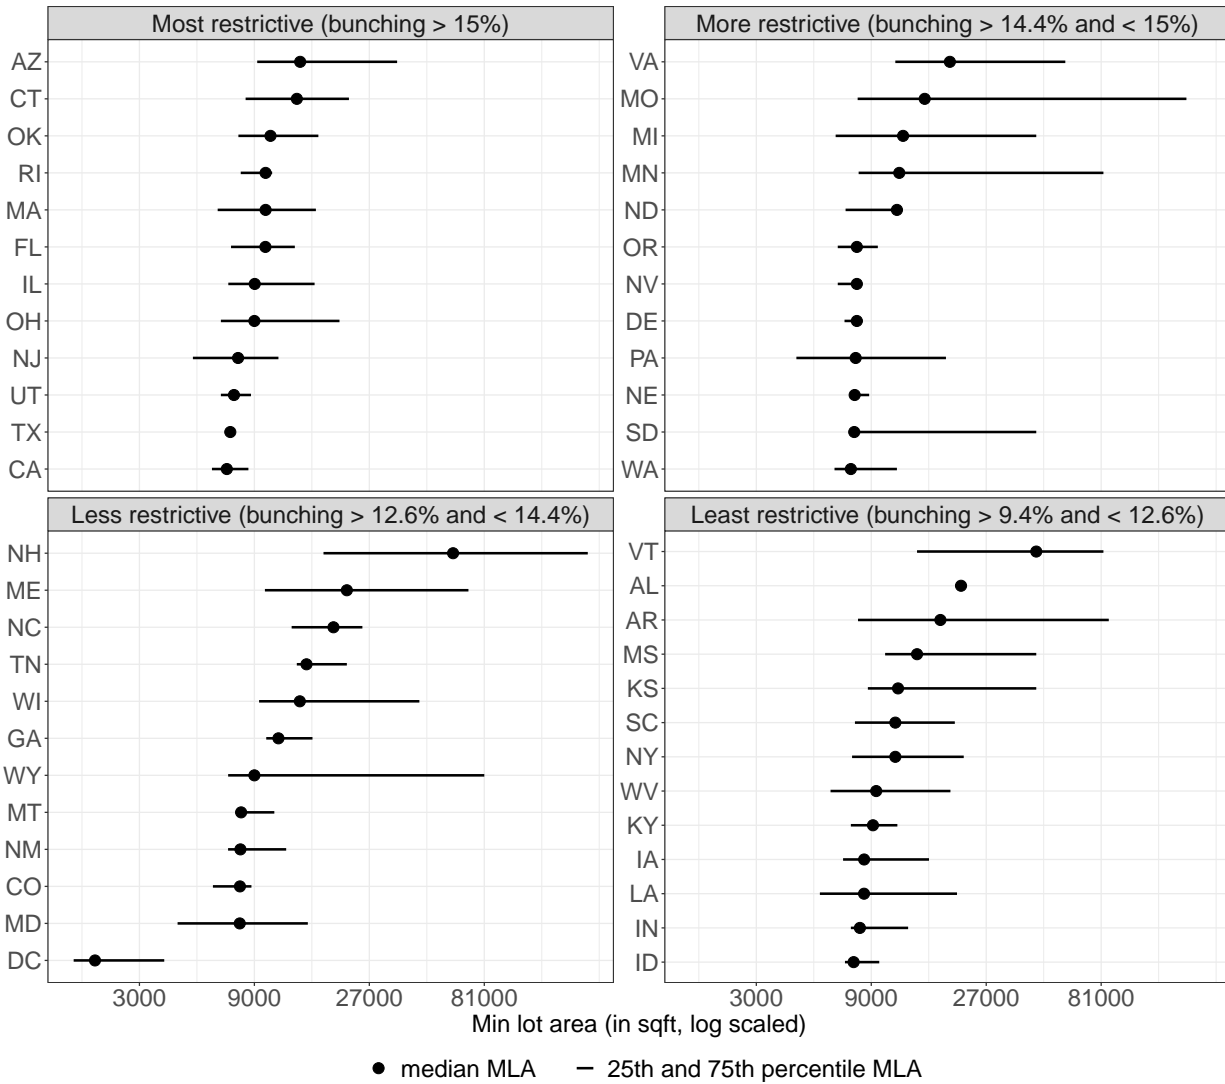 Most restrictive (bunching > 15%)
AZ
CT
OK
RI
MA
FL
IL
OH
NJ
UT
TX
CA
More restrictive (bunching > 14.4% and < 15%)
VA
MO
MI
MN
ND
OR
NV
DE
PA
NE
SD
WA
Less restrictive (bunching > 12.6% and < 14.4%)
NH
ME
NC
TN
WI
GA
WY
MT
NM
CO
MD
DC
3000 9000 27000 81000
Least restrictive (bunching > 9.4% and < 12.6%)
VT
AL
AR
MS
KS
SC
NY
WV
KY
IA
LA
IN
ID
3000 9000 27000 81000
Min lot area (in sqft, log scaled)
median MLA 25th and 75th percentile MLA